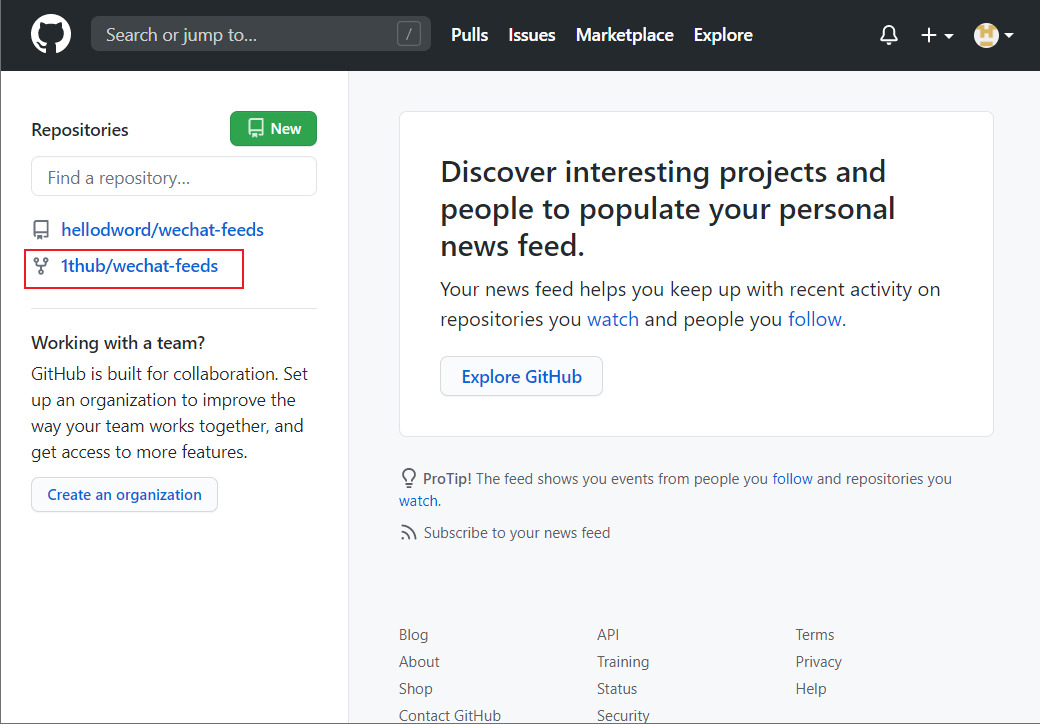 Search or jump to... /
Pulls Issues Marketplace Explore
Repositories
New
Find a repository...
hellodword/wechat-feeds
1thub/wechat-feeds
Working with a team?
GitHub is built for collaboration. Set
up an organization to improve the
way your team works together, and
get access to more features.
Create an organization
Discover interesting projects and
people to populate your personal
news feed.
Your news feed helps you keep up with recent activity on
repositories you watch and people you follow.
Explore GitHub
ProTip! The feed shows you events from people you follow and repositories you
watch.
Subscribe to your news feed
Blog API Terms
About Training Privacy
Shop Status Help
Contact GitHub Security